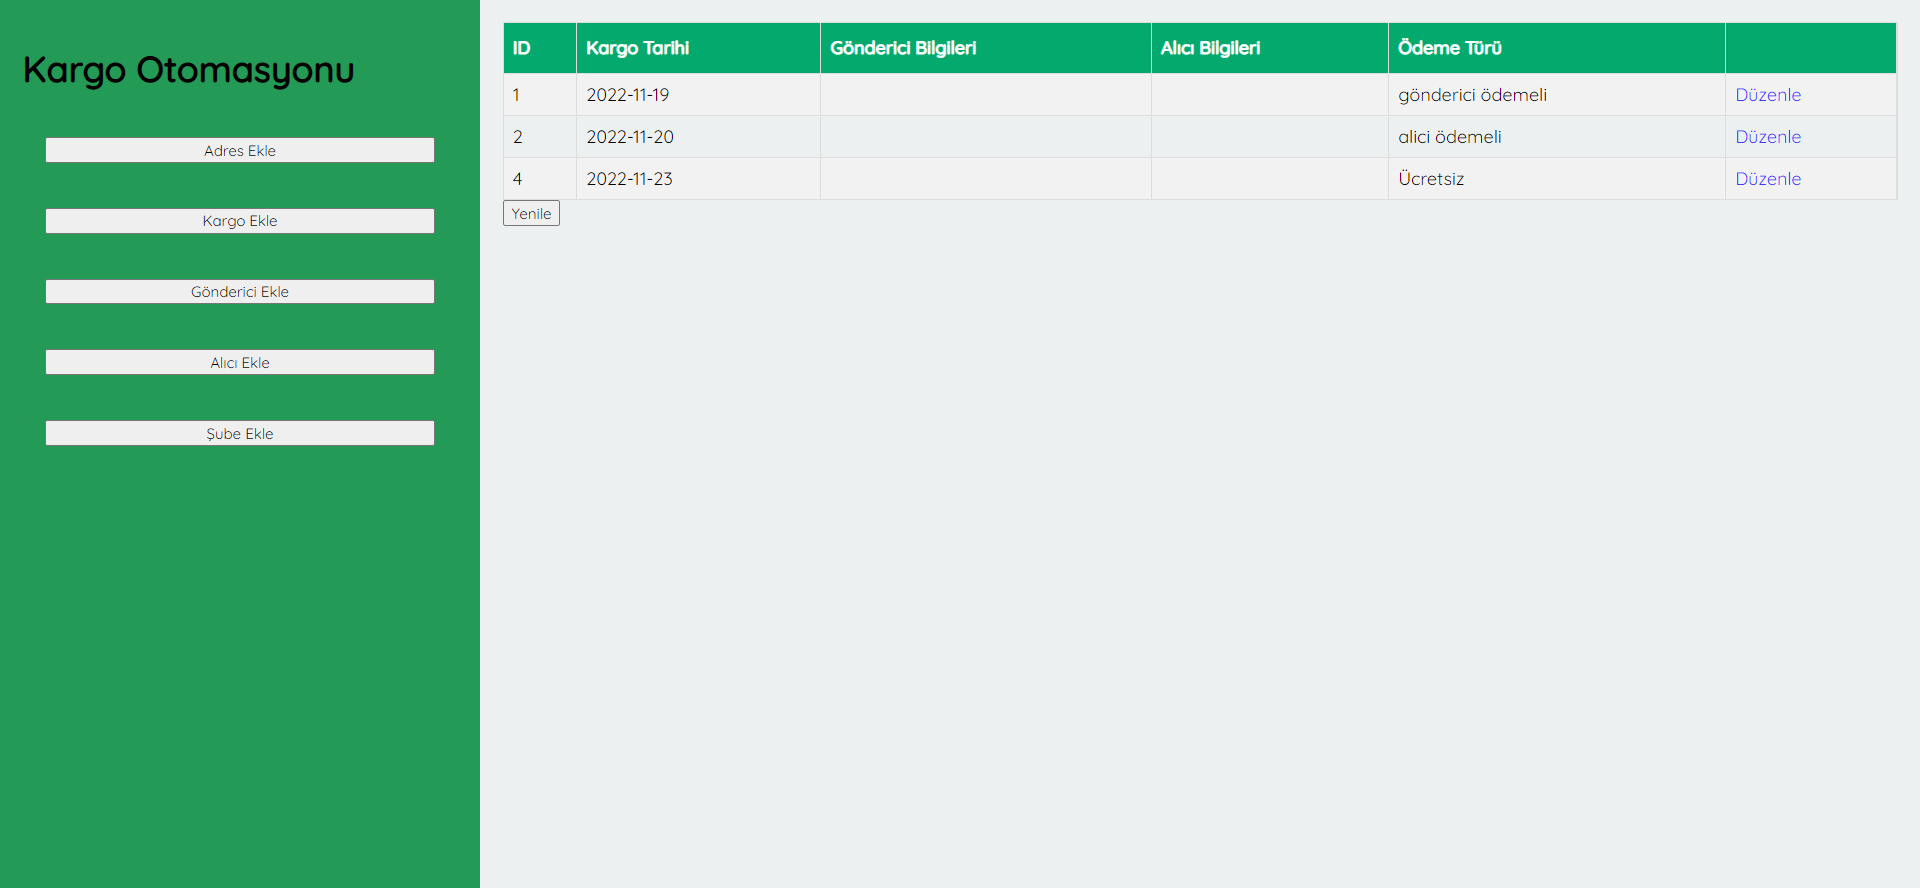 Kargo Otomasyonu
Adres Ekle
Kargo Ekle
Gönderici Ekle
Alıcı Ekle
Şube Ekle
ID Kargo Tarihi Gönderici Bilgileri Alıcı Bilgileri Ödeme Türü
1 2022-11-19 gönderici ödemeli Düzenle
2 2022-11-20 alici ödemeli Düzenle
4 2022-11-23 Ücretsiz Düzenle
Yenile